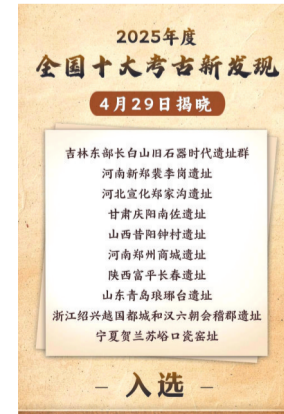 2025年度
全国十大考古新发现
4月29日揭晓
吉林东部长白山旧石器时代遗址群
河南新郑裴李岗遗址
河北宣化郑家沟遗址
甘肃庆阳南佐遗址
山西昔阳钟村遗址
河南郑州商城遗址
陕西富平长春遗址
山东青岛琅琊台遗址
浙江绍兴越国都城和汉六朝会稽郡遗址
宁夏贺兰苏峪口瓷窑址
- 入选 -